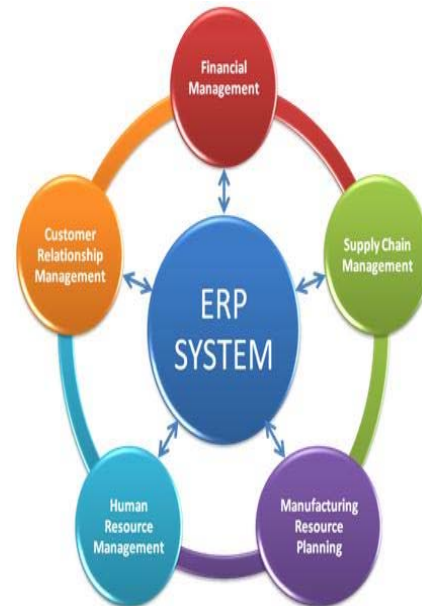 Financial
Management
Customer
Relationship
Management
Supply Chain
Management
ERP
SYSTEM
Human
Resource
Management
Manufacturing
Resource
Planning